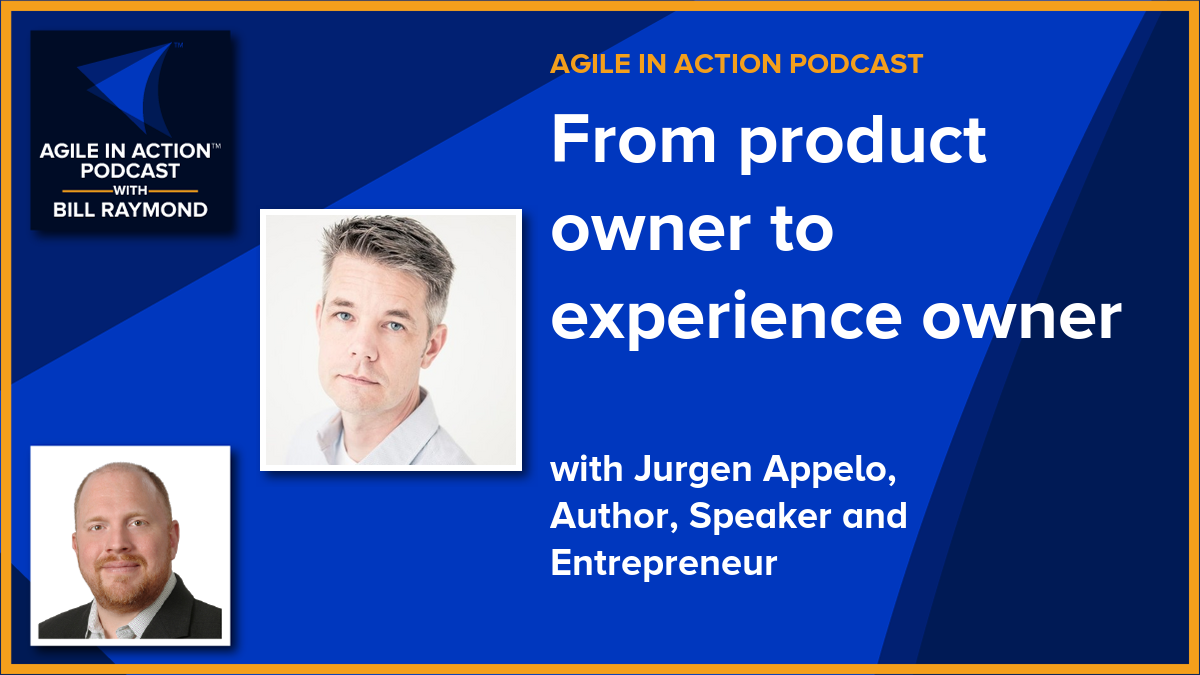 TM
AGILE IN ACTION™
PODCAST
WITH
BILL RAYMOND
AGILE IN ACTION PODCAST
From product
owner to
experience owner
with Jurgen Appelo,
Author, Speaker and
Entrepreneur